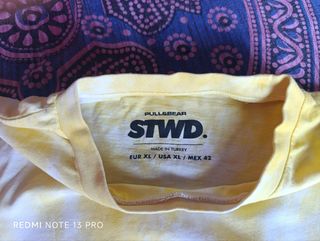 PULL&BEAR
STWD.
MADE IN TURKEY
EUR XL / USA XL / MEX 42
REDMI NOTE 13 PRO